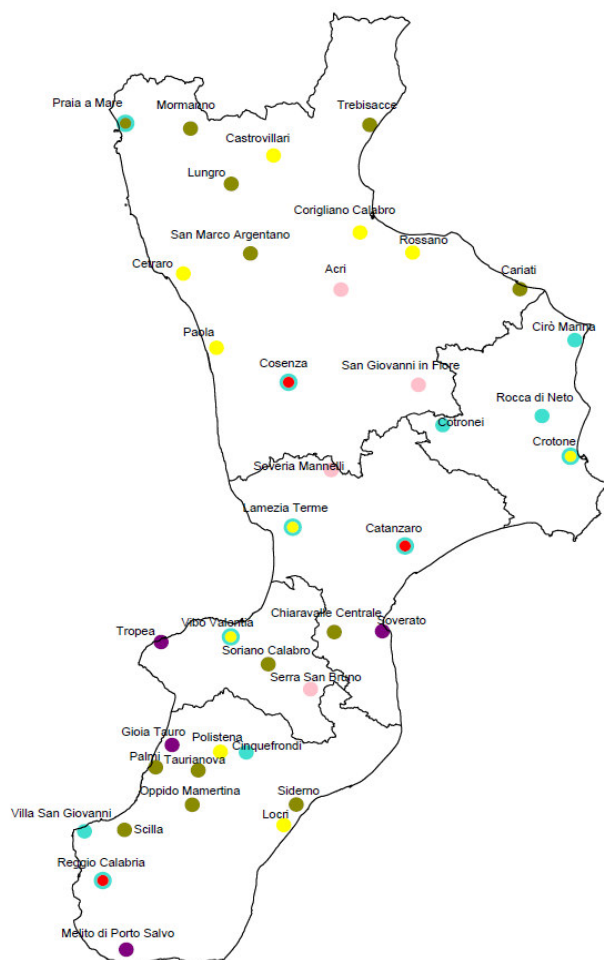 Praia a Mare
Mormanno
Trebisacce
Castrovillari
Lungro
Corigliano Calabro
San Marco Argentano
Rossano
Cetraro
Acri
Cariati
Cirò Marina
Paola
Cosenza
San Giovanni in Fiore
Rocca di Neto
Cotronei
Crotone
Soveria Mannelli
Lamezia Terme
Catanzaro
Chiaravalle Centrale
Soverato
Vibo Valontia
Tropea
Soriano Calabro
Serra San Bruno
Gioia Tauro
Polistena
Cinquefrondi
Palmi
Taurianova
Oppido Mamertina
Siderno
Villa San Giovanni
Locri
Scilla
Reggio Calabria
Melito di Porto Salvo